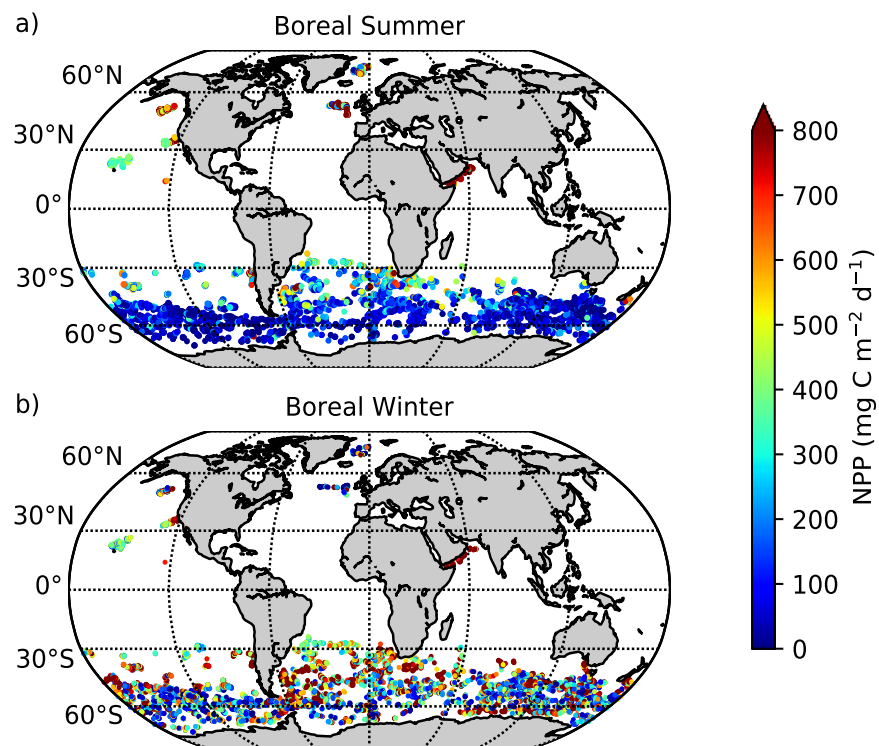 a)
Boreal Summer
60°N
30°N
0°
30°S
60°S
b)
Boreal Winter
60°N
30°N
0°
30°S
60°S
800
700
600
500
400
300
200
100
0
NPP (mg C m⁻² d⁻¹)